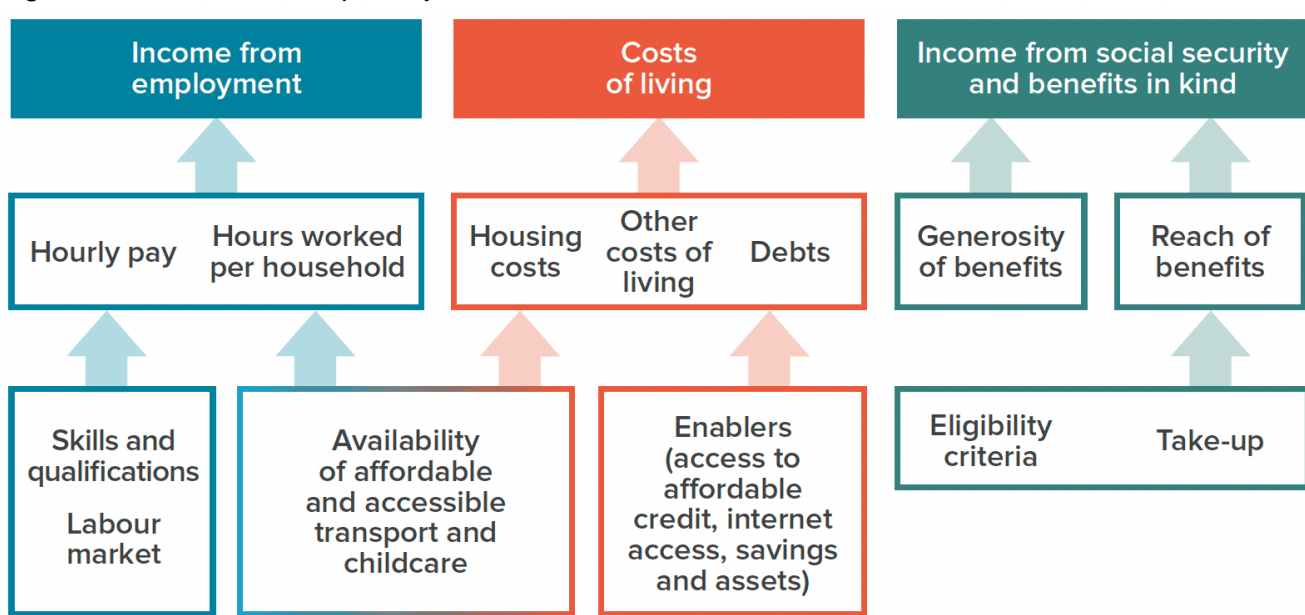 Income from
employment
Costs
of living
Income from social security
and benefits in kind
Hourly pay
Hours worked
per household
Housing
costs
Other
costs of
living
Debts
Generosity
of benefits
Reach of
benefits
Skills and
qualifications
Labour
market
Availability
of affordable
and accessible
transport and
childcare
Enablers
(access to
affordable
credit, internet
access, savings
and assets)
Eligibility
criteria
Take-up